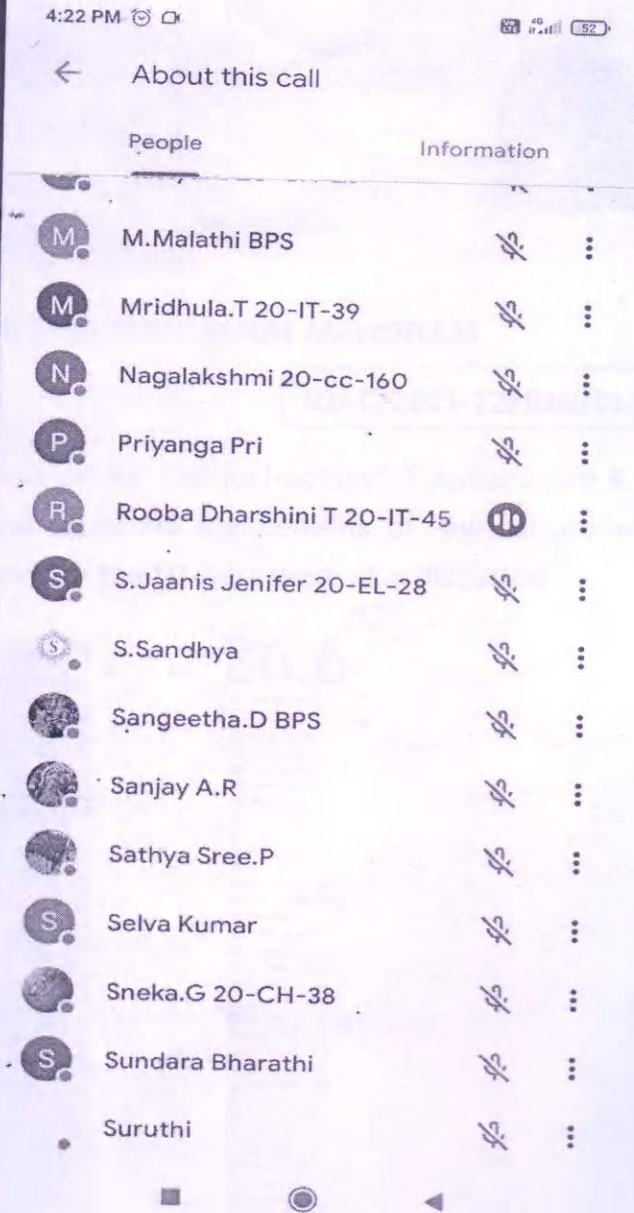 4:22 PM
4G
52
About this call
People
Information
M
M.Malathi BPS
M
Mridhula.T 20-IT-39
N
Nagalakshmi 20-cc-160
P
Priyanga Pri
R
Rooba Dharshini T 20-IT-45
S
S.Jaanis Jenifer 20-EL-28
S
S.Sandhya
Sangeetha.D BPS
Sanjay A.R
Sathya Sree.P
S
Selva Kumar
Sneka.G 20-CH-38
S
Sundara Bharathi
Suruthi